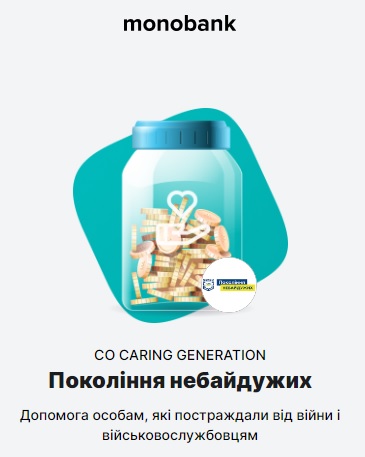 monobank
Покоління
НЕБАЙДУЖИХ
CO CARING GENERATION
Покоління небайдужих
Допомога особам, які постраждали від війни і
військовослужбовцям